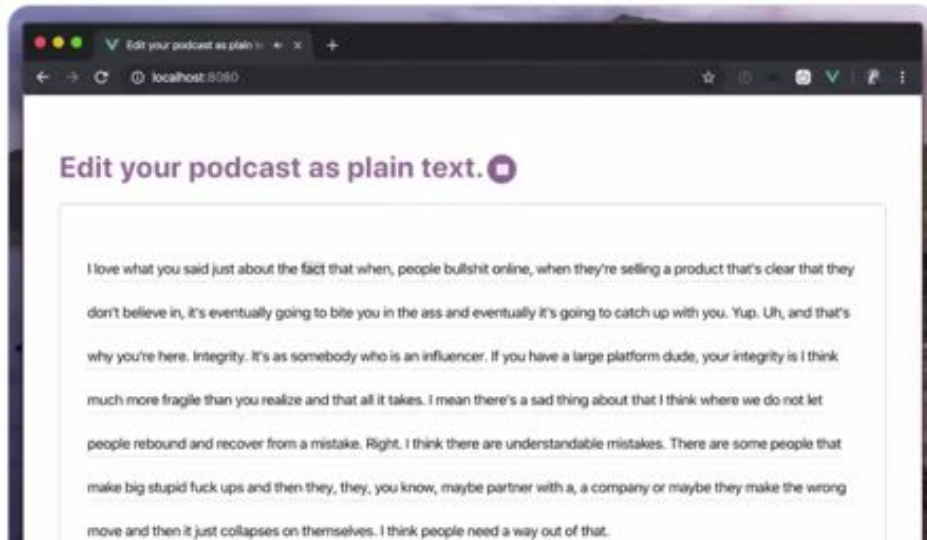 Edit your podcast as plain t
localhost:8080
Edit your podcast as plain text.
I love what you said just about the fact that when, people bullshit online, when they're selling a product that's clear that they
don't believe in, it's eventually going to bite you in the ass and eventually it's going to catch up with you. Yup. Uh, and that's
why you're here. Integrity. It's as somebody who is an influencer. If you have a large platform dude, your integrity is I think
much more fragile than you realize and that all it takes. I mean there's a sad thing about that I think where we do not let
people rebound and recover from a mistake. Right. I think there are understandable mistakes. There are some people that
make big stupid fuck ups and then they, they, you know, maybe partner with a, a company or maybe they make the wrong
move and then it just collapses on themselves. I think people need a way out of that.